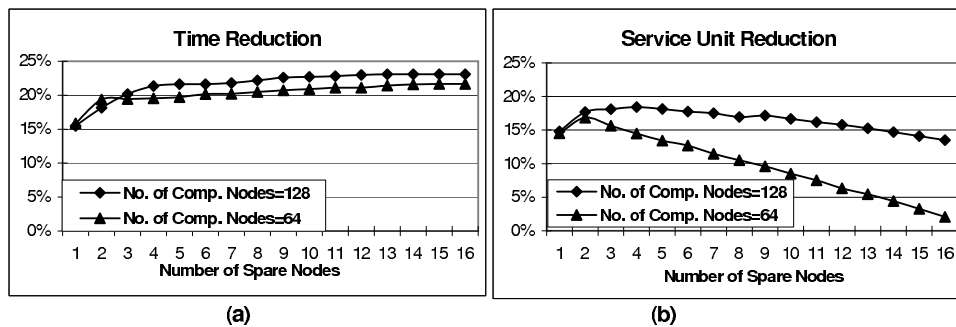 Time Reduction
25%
20%
15%
10%
5%
0%
No. of Comp. Nodes=128
No. of Comp. Nodes=64
1 2 3 4 5 6 7 8 9 10 11 12 13 14 15 16
Number of Spare Nodes
(a)
Service Unit Reduction
25%
20%
15%
10%
5%
0%
No. of Comp. Nodes=128
No. of Comp. Nodes=64
1 2 3 4 5 6 7 8 9 10 11 12 13 14 15 16
Number of Spare Nodes
(b)